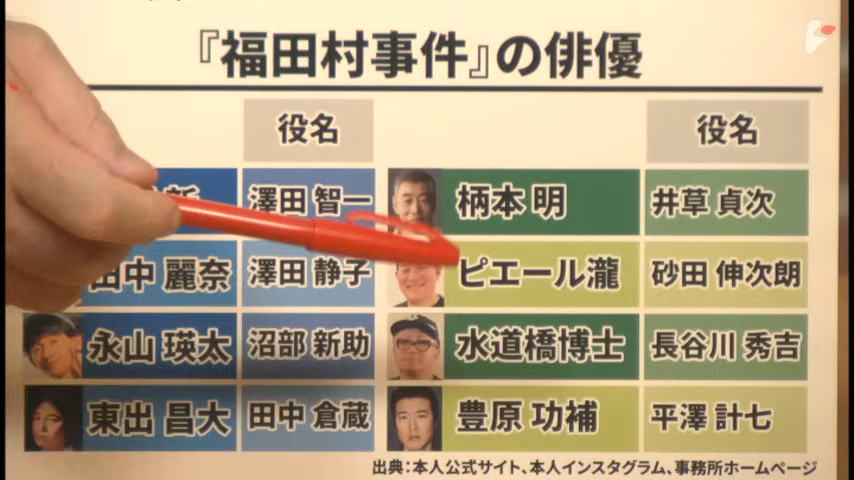 『福田村事件』の俳優
役名
役名
新
澤田 智一
柄本 明
井草 貞次
田中 麗奈
澤田 静子
ピエール瀧
砂田 伸次朗
永山 瑛太
沼部 新助
水道橋博士
長谷川 秀吉
東出 昌大
田中 倉蔵
豊原 功補
平澤 計七
出典：本人公式サイト、本人インスタグラム、事務所ホームページ